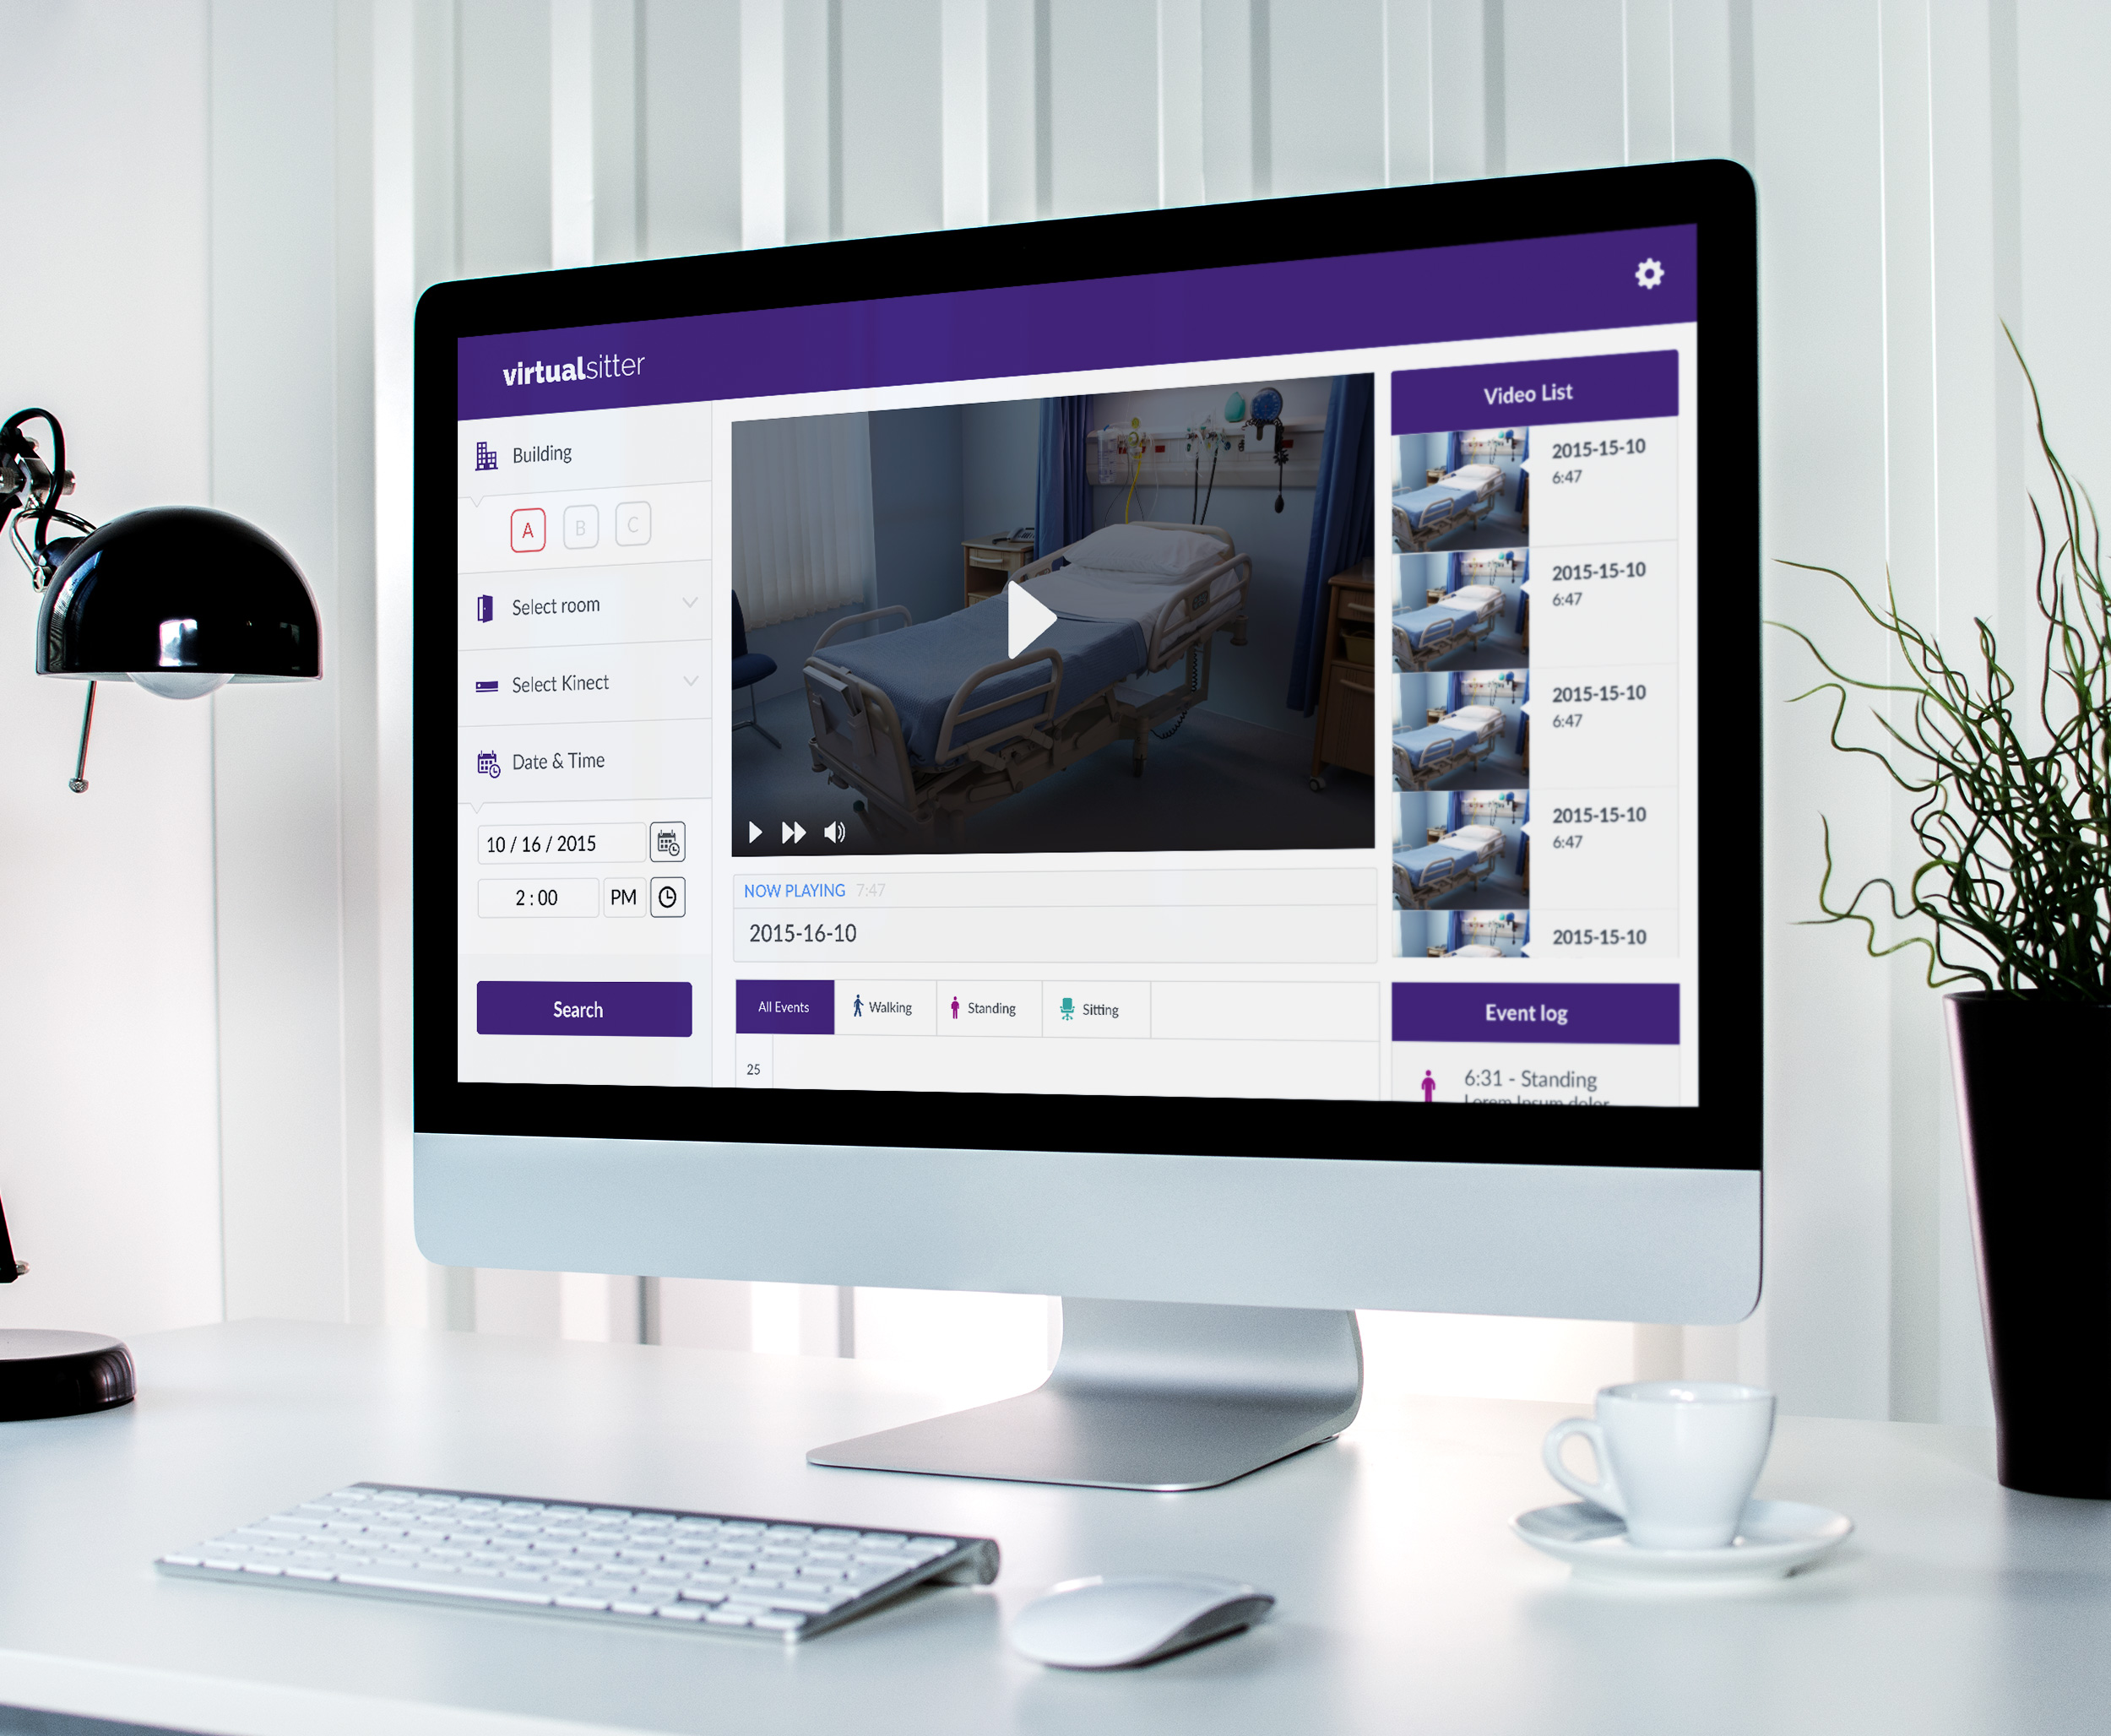 virtualsitter
Building
A B C
Select room
Select Kinect
Date & Time
10 / 16 / 2015
2 : 00 PM
Search
NOW PLAYING 7:47
2015-16-10
All Events Walking Standing Sitting
25
Video List
2015-15-10
6:47
2015-15-10
6:47
2015-15-10
6:47
2015-15-10
6:47
2015-15-10
Event log
6:31 - Standing
Lorem Ipsum dolor